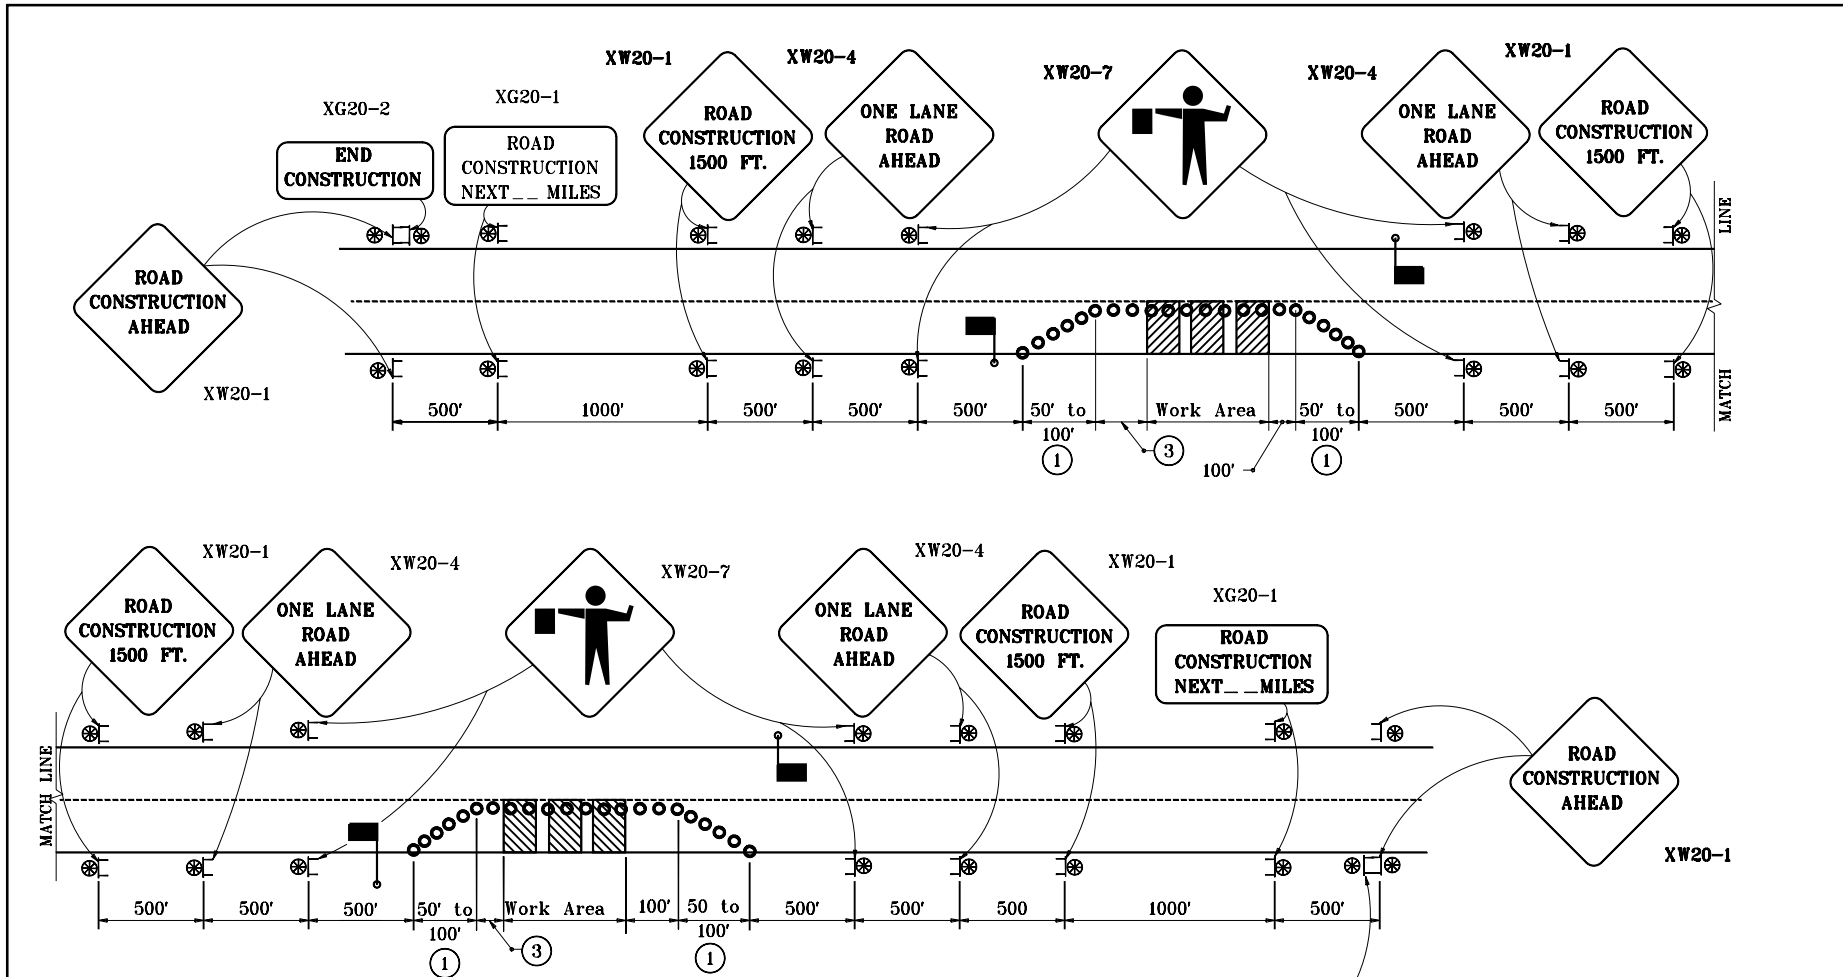 XW20-1
XW20-4
XW20-7
XW20-4
XW20-1
XG20-2
XG20-1
END
CONSTRUCTION
ROAD
CONSTRUCTION
NEXT__ MILES
ROAD
CONSTRUCTION
1500 FT.
ONE LANE
ROAD
AHEAD
ONE LANE
ROAD
AHEAD
ROAD
CONSTRUCTION
1500 FT.
ROAD
CONSTRUCTION
AHEAD
XW20-1
MATCH LINE
500'
1000'
500'
500'
500'
50' to
100'
1
3
Work Area
100'
50' to
100'
1
500'
500'
500'
XW20-1
XW20-4
XW20-7
XW20-4
XW20-1
XG20-1
ROAD
CONSTRUCTION
1500 FT.
ONE LANE
ROAD
AHEAD
ONE LANE
ROAD
AHEAD
ROAD
CONSTRUCTION
1500 FT.
ROAD
CONSTRUCTION
NEXT__MILES
ROAD
CONSTRUCTION
AHEAD
XW20-1
MATCH LINE
500'
500'
500'
50' to
100'
1
3
Work Area
100'
50 to
100'
1
500'
500'
500
1000'
500'